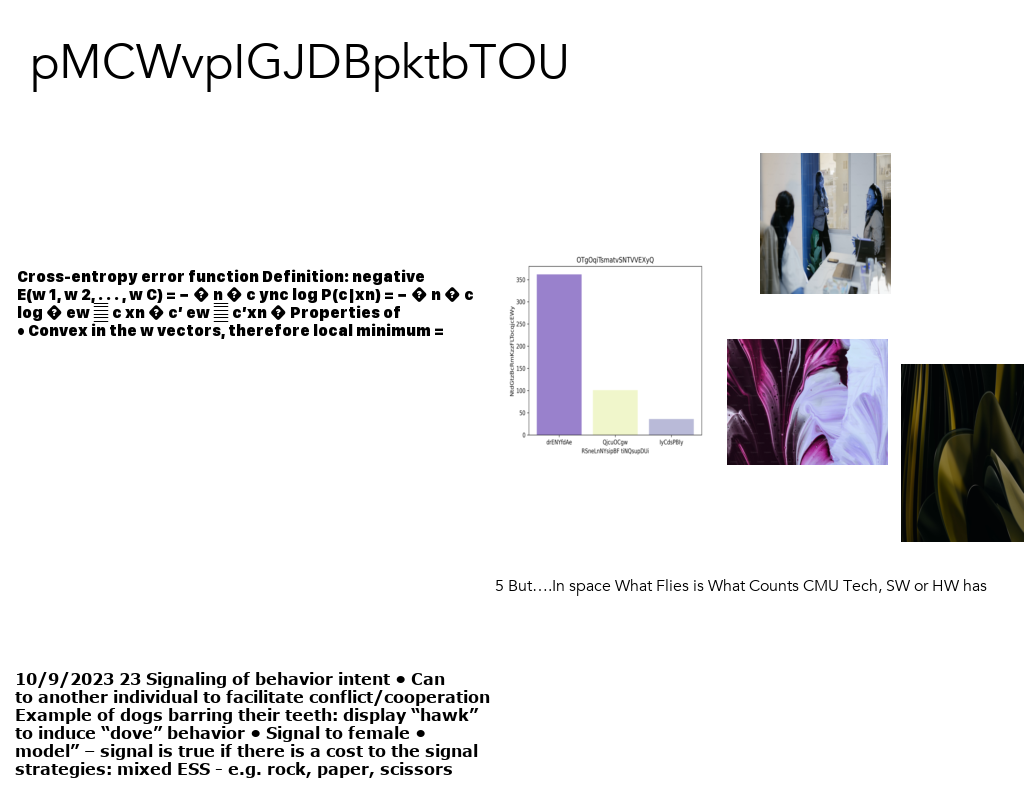 pMCWvpIGJDBpktbTOU
Cross-entropy error function Definition: negative
E(w 1, w 2, . . . , w C) = − � n � c ync log P(c|xn) = − � n � c
log � ew ▒ c xn � c′ ew ▒ c′xn � Properties of
• Convex in the w vectors, therefore local minimum =
OTgOqiTsmatvSNTVVEXyQ
350
300
250
200
150
100
50
0
drENYfdAe
QjcuOCgw
IyCdsPBIy
5 But….In space What Flies is What Counts CMU Tech, SW or HW has
10/9/2023 23 Signaling of behavior intent • Can
to another individual to facilitate conflict/cooperation
Example of dogs barring their teeth: display “hawk”
to induce “dove” behavior • Signal to female •
model” – signal is true if there is a cost to the signal
strategies: mixed ESS - e.g. rock, paper, scissors